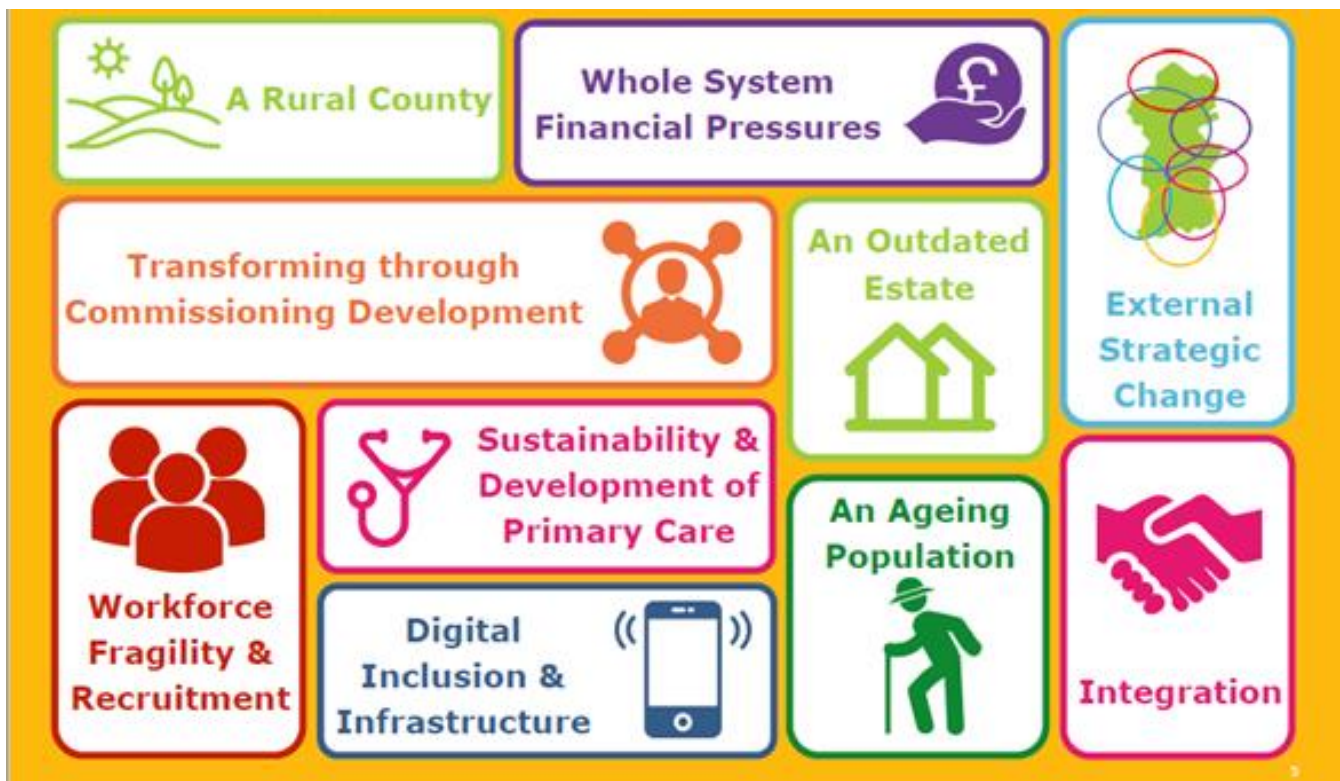 A Rural County
Whole System
Financial Pressures
£
External
Strategic
Change
Transforming through
Commissioning Development
An Outdated
Estate
Workforce
Fragility &
Recruitment
Sustainability &
Development of
Primary Care
Digital
Inclusion &
Infrastructure
An Ageing
Population
Integration